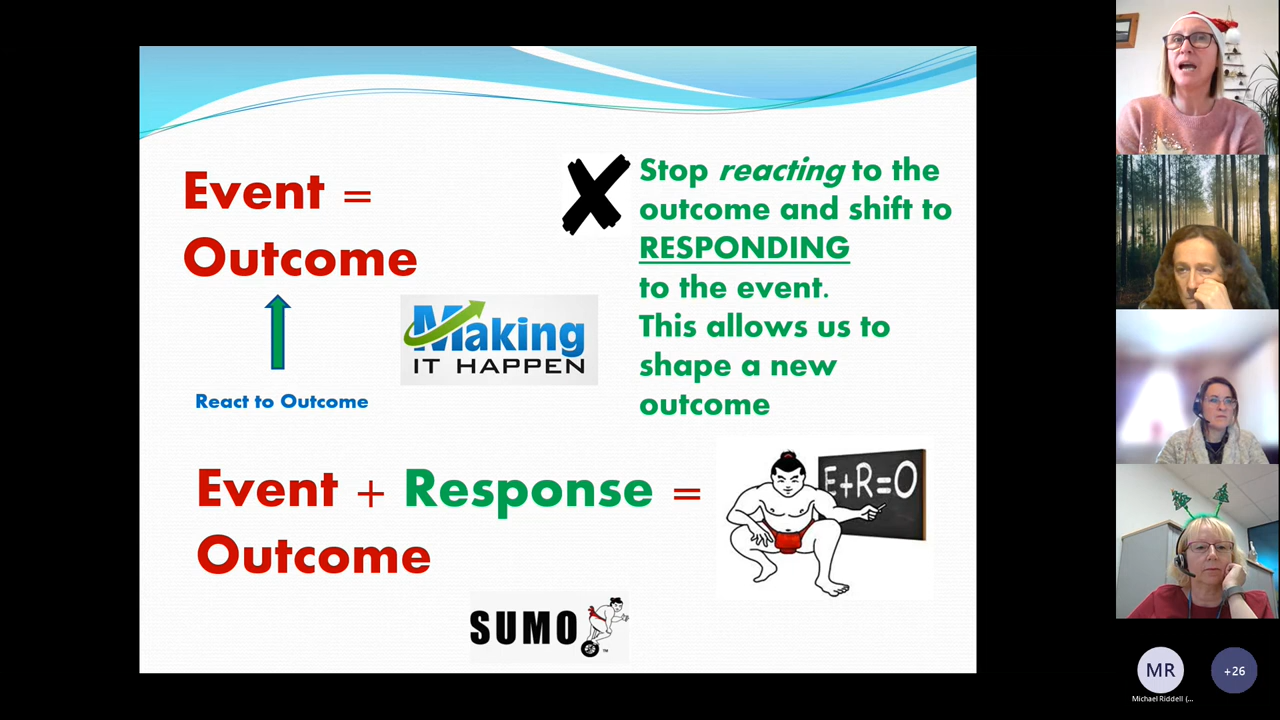 Event =
Outcome
React to Outcome
Making
IT HAPPEN
Stop reacting to the
outcome and shift to
RESPONDING
to the event.
This allows us to
shape a new
outcome
Event + Response =
Outcome
E+R=O
SUMO
TM
MR
Michael Riddell (...
+26